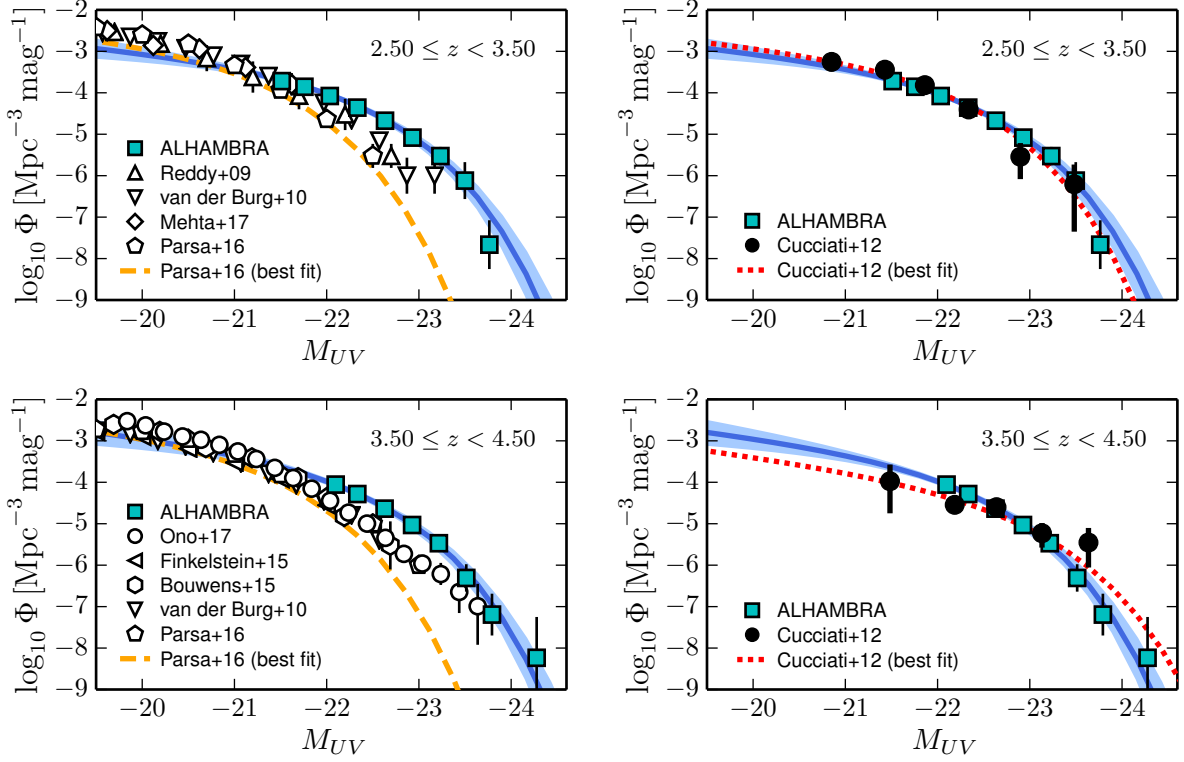 2.50 ≤ z < 3.50
ALHAMBRA
Reddy+09
van der Burg+10
Mehta+17
Parsa+16
Parsa+16 (best fit)
log10 Φ [Mpc−3 mag−1]
−2
−3
−4
−5
−6
−7
−8
−9
−20 −21 −22 −23 −24
MUV
2.50 ≤ z < 3.50
ALHAMBRA
Cucciati+12
Cucciati+12 (best fit)
log10 Φ [Mpc−3 mag−1]
−2
−3
−4
−5
−6
−7
−8
−9
−20 −21 −22 −23 −24
MUV
3.50 ≤ z < 4.50
ALHAMBRA
Ono+17
Finkelstein+15
Bouwens+15
van der Burg+10
Parsa+16
Parsa+16 (best fit)
log10 Φ [Mpc−3 mag−1]
−2
−3
−4
−5
−6
−7
−8
−9
−20 −21 −22 −23 −24
MUV
3.50 ≤ z < 4.50
ALHAMBRA
Cucciati+12
Cucciati+12 (best fit)
log10 Φ [Mpc−3 mag−1]
−2
−3
−4
−5
−6
−7
−8
−9
−20 −21 −22 −23 −24
MUV